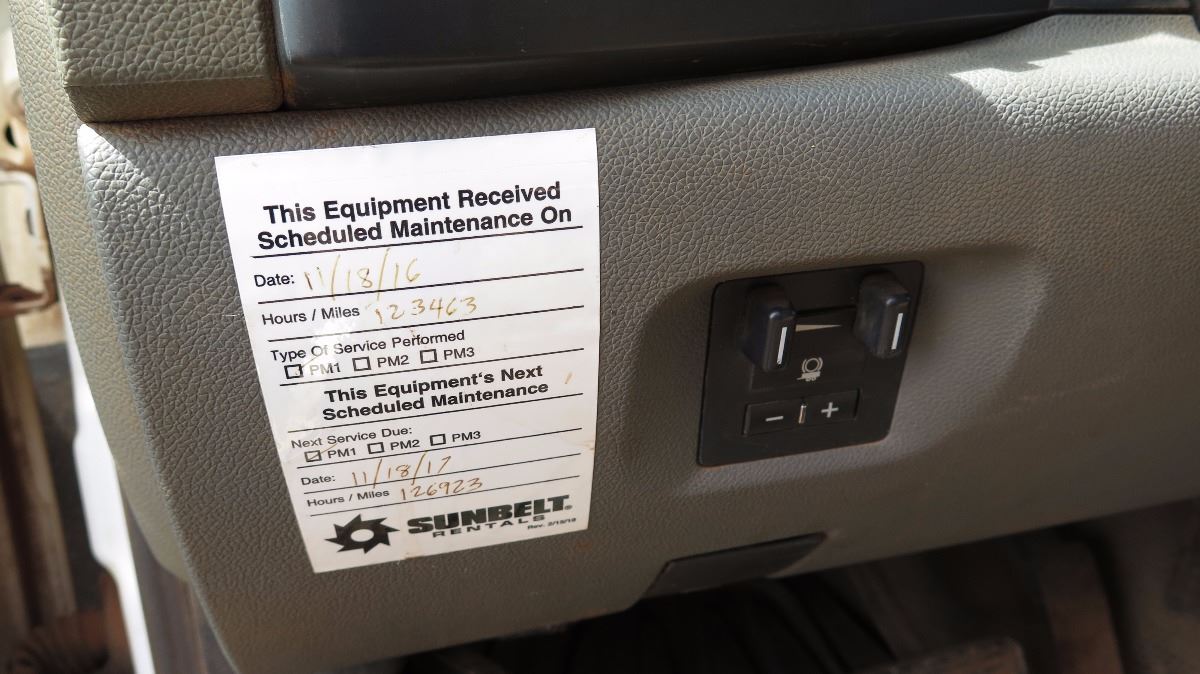 This Equipment Received
Scheduled Maintenance On
Date: 11/18/16
Hours / Miles 123463
Type Of Service Performed
PM1 PM2 PM3
This Equipment's Next
Scheduled Maintenance
Next Service Due:
PM1 PM2 PM3
Date: 11/18/17
Hours / Miles 126923
SUNBELT®
RENTALS
− +